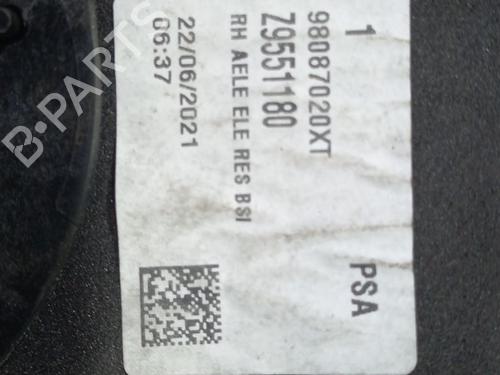 1
98087020XT
Z9551180
RH AELE ELE RES BSI
22/06/2021
06:37
PSA
B-PARTS